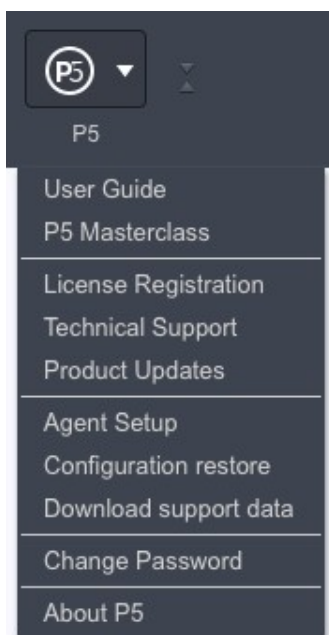 P5
P5
User Guide
P5 Masterclass
License Registration
Technical Support
Product Updates
Agent Setup
Configuration restore
Download support data
Change Password
About P5